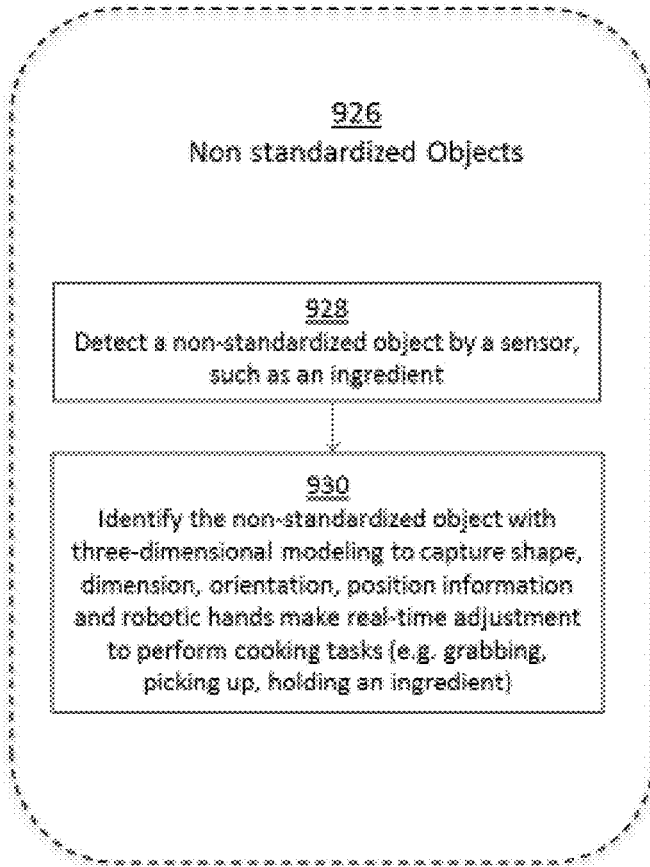 926
Non standardized Objects
928
Detect a non-standardized object by a sensor,
such as an ingredient
930
Identify the non-standardized object with
three-dimensional modeling to capture shape,
dimension, orientation, position information
and robotic hands make real-time adjustment
to perform cooking tasks (e.g. grabbing,
picking up, holding an ingredient)